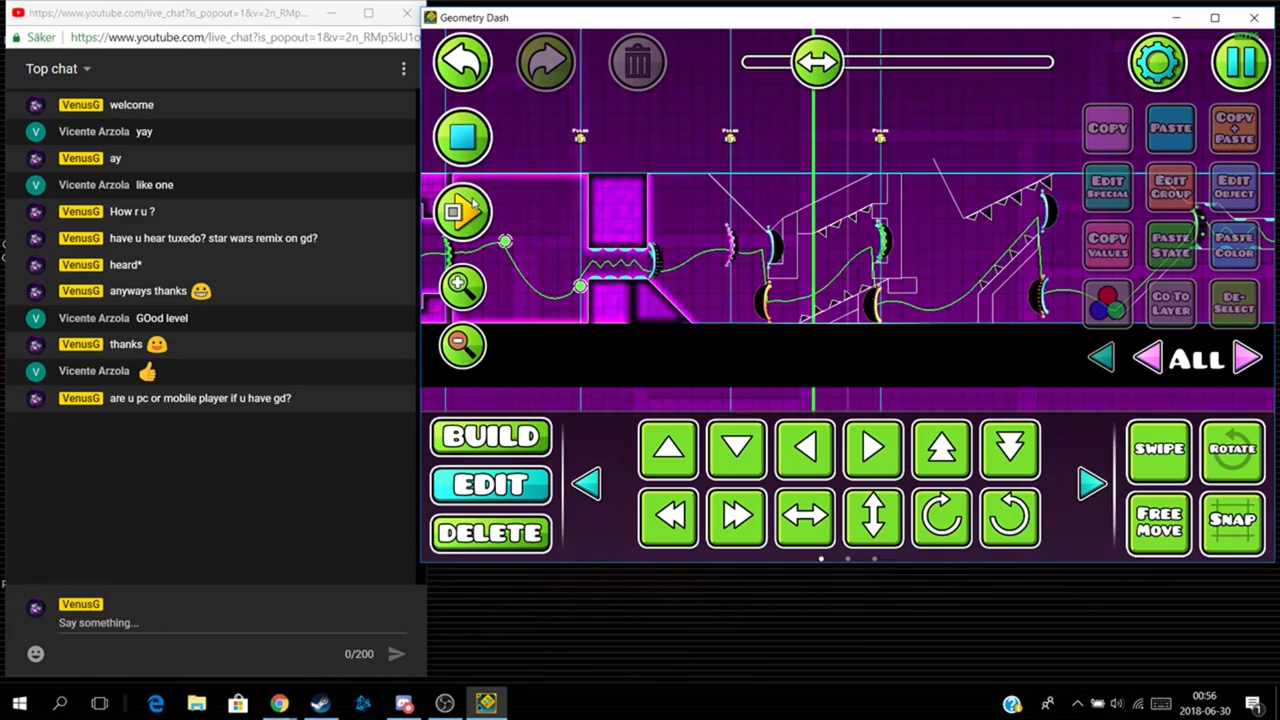 https://www.youtube.com/live_chat?is_popout=1&v=2n_RMp...
Säker
https://www.youtube.com/live_chat?is_popout=1&v=2n_RMp5kU1o
Top chat
VenusG welcome
V Vicente Arzola yay
VenusG ay
V Vicente Arzola like one
VenusG How r u ?
VenusG have u hear tuxedo? star wars remix on gd?
VenusG heard*
VenusG anyways thanks
V Vicente Arzola GOod level
VenusG thanks
V Vicente Arzola
VenusG are u pc or mobile player if u have gd?
VenusG
Say something...
0/200
Geometry Dash
COPY
PASTE
COPY + PASTE
EDIT SPECIAL
EDIT GROUP
EDIT OBJECT
COPY VALUES
PASTE STATE
PASTE COLOR
GO TO LAYER
DE-SELECT
ALL
BUILD
EDIT
DELETE
SWIPE
ROTATE
FREE MOVE
SNAP
00:56
2018-06-30